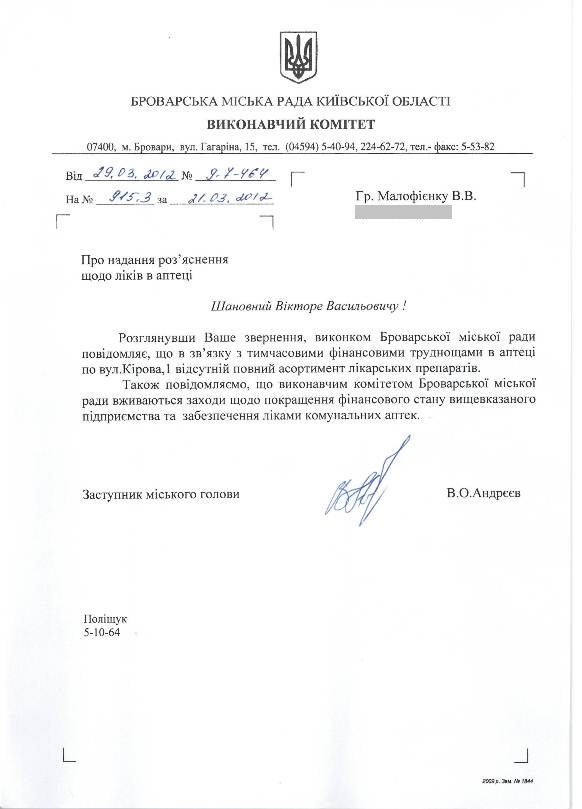 БРОВАРСЬКА МІСЬКА РАДА КИЇВСЬКОЇ ОБЛАСТІ
ВИКОНАВЧИЙ КОМІТЕТ
07400, м. Бровари, вул. Гагаріна, 15, тел. (04594) 5-40-94, 224-62-72, тел.- факс: 5-53-82
Від 29.03.2012 № 9-7-464
На № 915.3 за 21.03.2012
Гр. Малофієнку В.В.
Про надання роз’яснення
щодо ліків в аптеці
Шановний Вікторе Васильовичу !
Розглянувши Ваше звернення, виконком Броварської міської ради
повідомляє, що в зв’язку з тимчасовими фінансовими труднощами в аптеці
по вул.Кірова,1 відсутній повний асортимент лікарських препаратів.
Також повідомляємо, що виконавчим комітетом Броварської міської
ради вживаються заходи щодо покращення фінансового стану вищевказаного
підприємства та забезпечення ліками комунальних аптек.
Заступник міського голови
В.О.Андрєєв
Поліщук
5-10-64
2009 р. Зам. № 1844